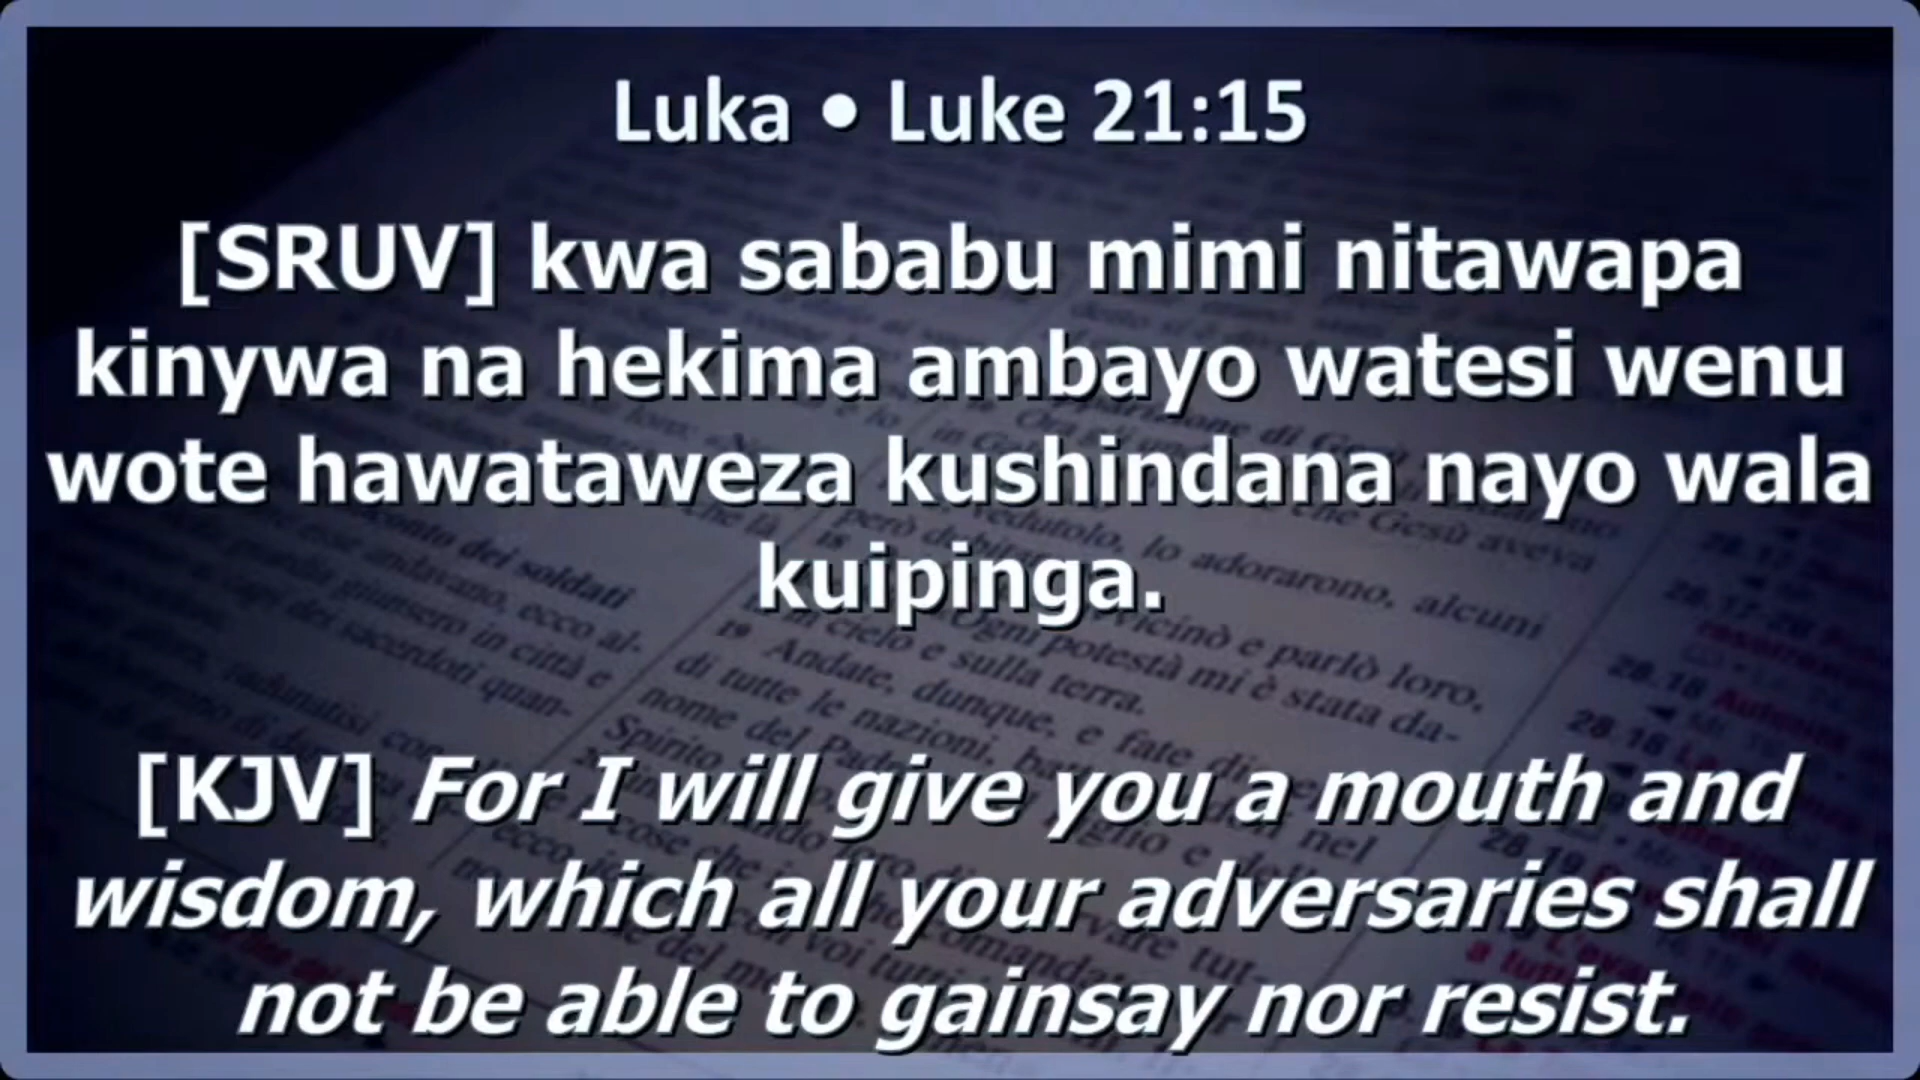 Luka • Luke 21:15
[SRUV] kwa sababu mimi nitawapa
kinywa na hekima ambayo watesi wenu
wote hawataweza kushindana nayo wala
kuipinga.
[KJV] For I will give you a mouth and
wisdom, which all your adversaries shall
not be able to gainsay nor resist.